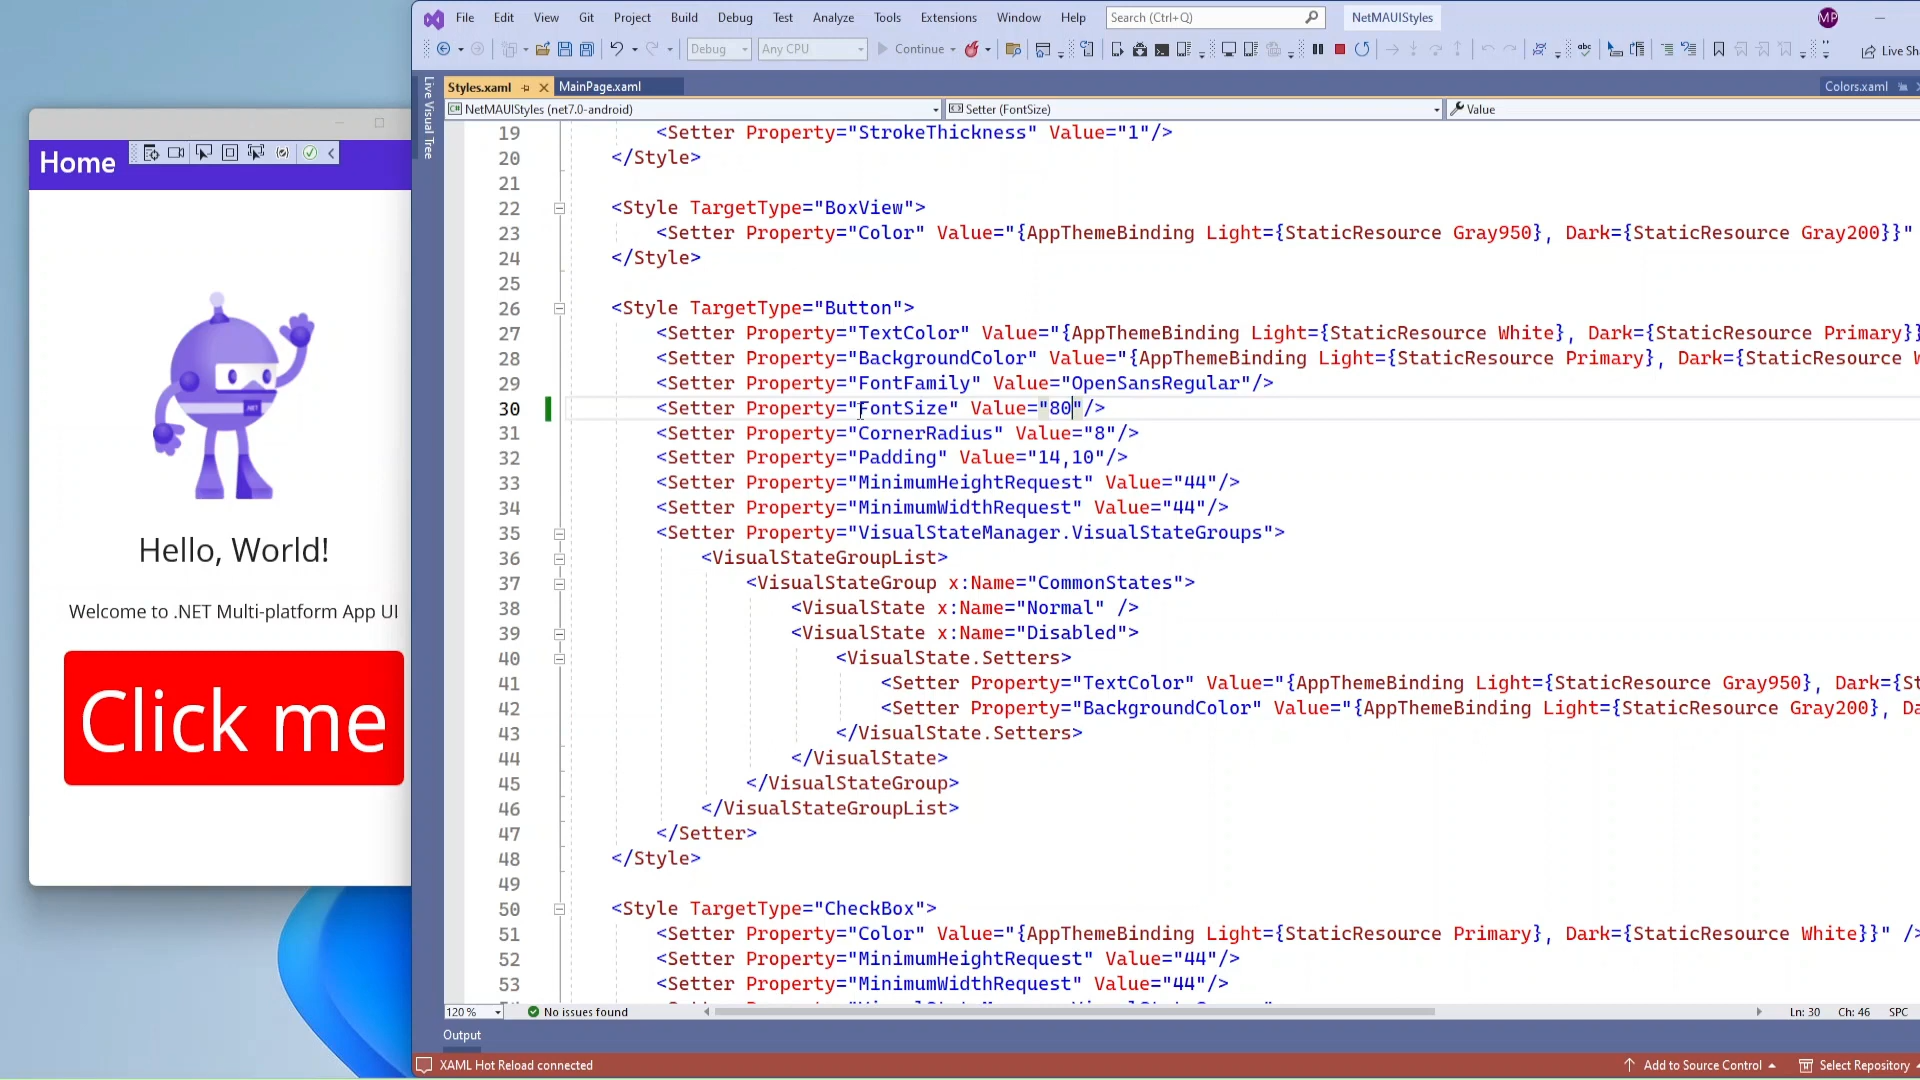 File Edit View Git Project Build Debug Test Analyze Tools Extensions Window Help Search (Ctrl+Q) NetMAUIStyles MP
Debug Any CPU Continue Live Sha
Live Visual Tree
Styles.xaml MainPage.xaml Colors.xaml
NetMAUIStyles (net7.0-android) Setter (FontSize) Value
Home
Hello, World!
Welcome to .NET Multi-platform App UI
Click me
19 <Setter Property="StrokeThickness" Value="1"/>
20 </Style>
21
22 <Style TargetType="BoxView">
23 <Setter Property="Color" Value="{AppThemeBinding Light={StaticResource Gray950}, Dark={StaticResource Gray200}}"
24 </Style>
25
26 <Style TargetType="Button">
27 <Setter Property="TextColor" Value="{AppThemeBinding Light={StaticResource White}, Dark={StaticResource Primary}}
28 <Setter Property="BackgroundColor" Value="{AppThemeBinding Light={StaticResource Primary}, Dark={StaticResource W
29 <Setter Property="FontFamily" Value="OpenSansRegular"/>
30 <Setter Property="FontSize" Value="80"/>
31 <Setter Property="CornerRadius" Value="8"/>
32 <Setter Property="Padding" Value="14,10"/>
33 <Setter Property="MinimumHeightRequest" Value="44"/>
34 <Setter Property="MinimumWidthRequest" Value="44"/>
35 <Setter Property="VisualStateManager.VisualStateGroups">
36 <VisualStateGroupList>
37 <VisualStateGroup x:Name="CommonStates">
38 <VisualState x:Name="Normal" />
39 <VisualState x:Name="Disabled">
40 <VisualState.Setters>
41 <Setter Property="TextColor" Value="{AppThemeBinding Light={StaticResource Gray950}, Dark={St
42 <Setter Property="BackgroundColor" Value="{AppThemeBinding Light={StaticResource Gray200}, Da
43 </VisualState.Setters>
44 </VisualState>
45 </VisualStateGroup>
46 </VisualStateGroupList>
47 </Setter>
48 </Style>
49
50 <Style TargetType="CheckBox">
51 <Setter Property="Color" Value="{AppThemeBinding Light={StaticResource Primary}, Dark={StaticResource White}}" />
52 <Setter Property="MinimumHeightRequest" Value="44"/>
53 <Setter Property="MinimumWidthRequest" Value="44"/>
120 % No issues found Ln: 30 Ch: 46 SPC
Output
XAML Hot Reload connected Add to Source Control Select Repository